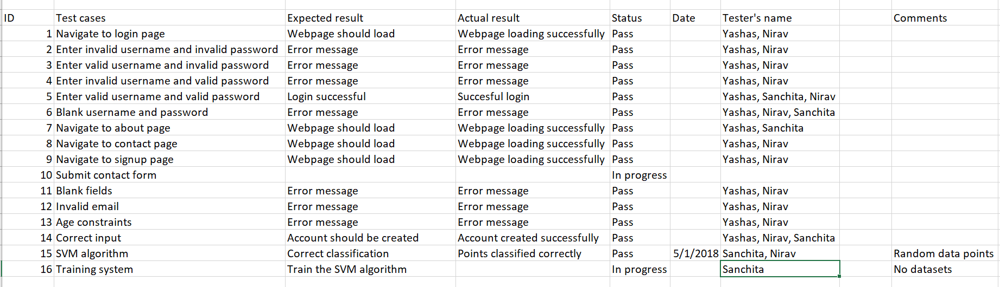 ID Test cases Expected result Actual result Status Date Tester's name Comments
1 Navigate to login page Webpage should load Webpage loading successfully Pass Yashas, Nirav
2 Enter invalid username and invalid password Error message Error message Pass Yashas, Nirav
3 Enter valid username and invalid password Error message Error message Pass Yashas, Nirav
4 Enter invalid username and valid password Error message Error message Pass Yashas, Nirav
5 Enter valid username and valid password Login successful Succesful login Pass Yashas, Sanchita, Nirav
6 Blank username and password Error message Error message Pass Yashas, Nirav, Sanchita
7 Navigate to about page Webpage should load Webpage loading successfully Pass Yashas, Sanchita
8 Navigate to contact page Webpage should load Webpage loading successfully Pass Yashas, Nirav
9 Navigate to signup page Webpage should load Webpage loading successfully Pass Yashas, Nirav
10 Submit contact form In progress
11 Blank fields Error message Error message Pass Yashas, Nirav
12 Invalid email Error message Error message Pass Yashas, Nirav
13 Age constraints Error message Error message Pass Yashas, Nirav
14 Correct input Account should be created Account created successfully Pass Yashas, Nirav, Sanchita
15 SVM algorithm Correct classification Points classified correctly Pass 5/1/2018 Sanchita, Nirav Random data points
16 Training system Train the SVM algorithm In progress Sanchita No datasets